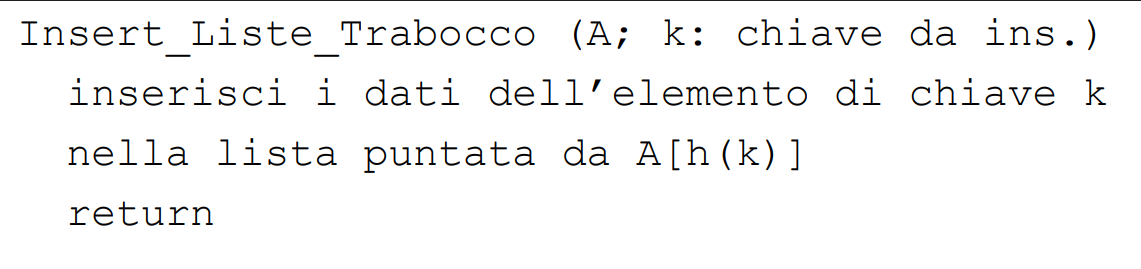 Insert_Liste_Trabocco (A; k: chiave da ins.)
inserisci i dati dell’elemento di chiave k
nella lista puntata da A[h(k)]
return